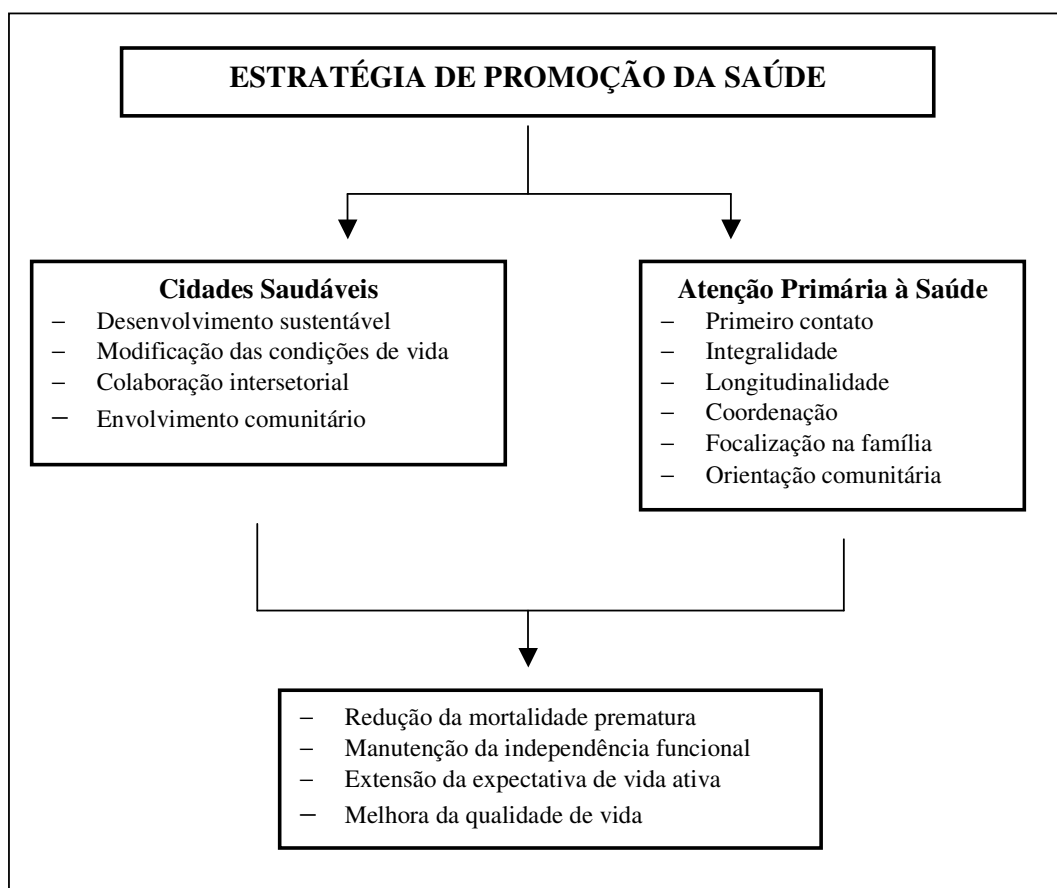 ESTRATÉGIA DE PROMOÇÃO DA SAÚDE
Cidades Saudáveis
– Desenvolvimento sustentável
– Modificação das condições de vida
– Colaboração intersetorial
– Envolvimento comunitário
Atenção Primária à Saúde
– Primeiro contato
– Integralidade
– Longitudinalidade
– Coordenação
– Focalização na família
– Orientação comunitária
– Redução da mortalidade prematura
– Manutenção da independência funcional
– Extensão da expectativa de vida ativa
– Melhora da qualidade de vida